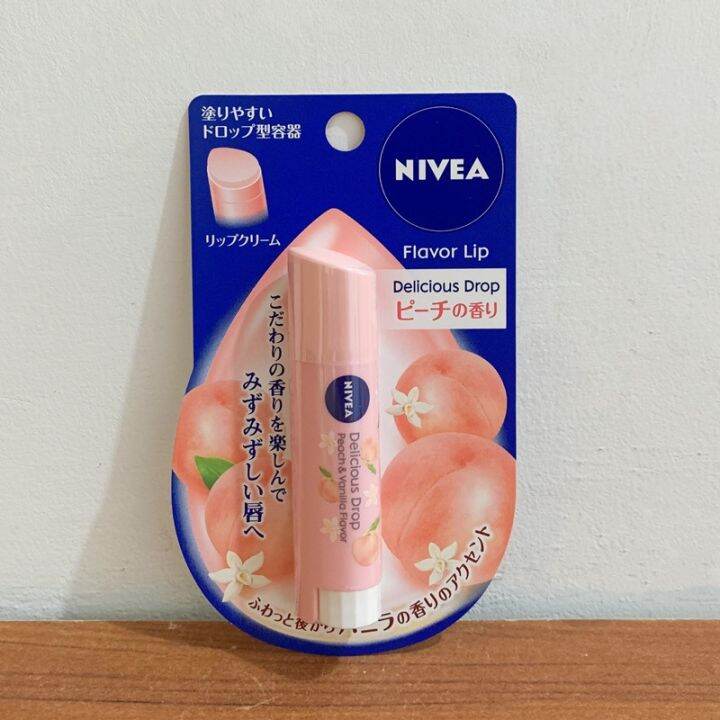 塗りやすい
ドロップ型容器
リップクリーム
NIVEA
Flavor Lip
Delicious Drop
ピーチの香り
こだわりの香りを楽しんで
みずみずしい唇へ
NIVEA
Delicious Drop
Peach & Vanilla Flavor
ふわっと後からバニラの香りのアクセント